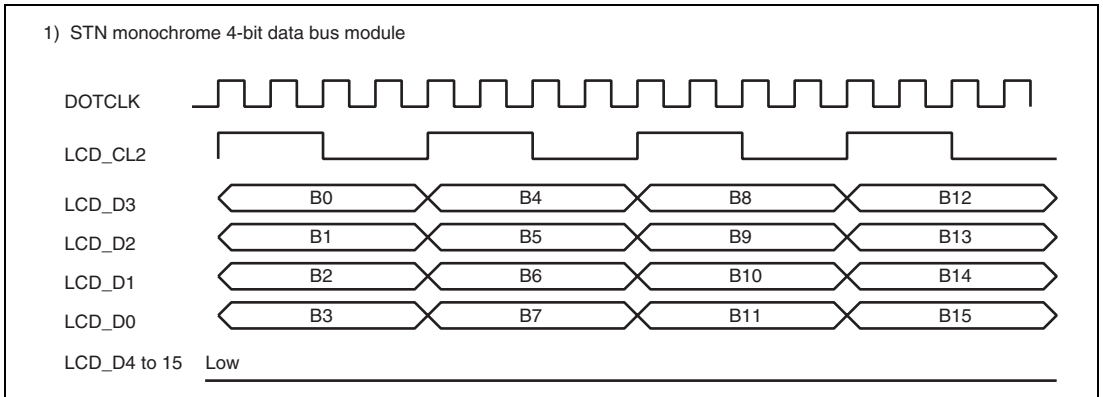 1) STN monochrome 4-bit data bus module
DOTCLK
LCD_CL2
LCD_D3 B0 B4 B8 B12
LCD_D2 B1 B5 B9 B13
LCD_D1 B2 B6 B10 B14
LCD_D0 B3 B7 B11 B15
LCD_D4 to 15 Low